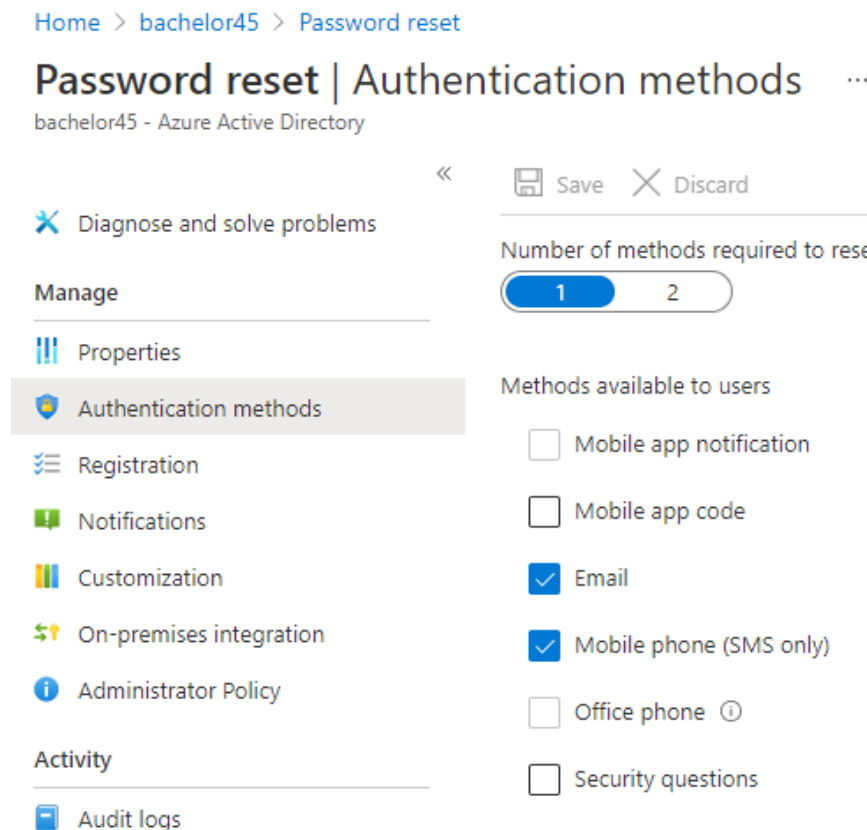 Home > bachelor45 > Password reset
Password reset | Authentication methods ...
bachelor45 - Azure Active Directory
«
Diagnose and solve problems
Manage
Properties
Authentication methods
Registration
Notifications
Customization
On-premises integration
Administrator Policy
Activity
Audit logs
Save Discard
Number of methods required to rese
1 2
Methods available to users
Mobile app notification
Mobile app code
Email
Mobile phone (SMS only)
Office phone
Security questions